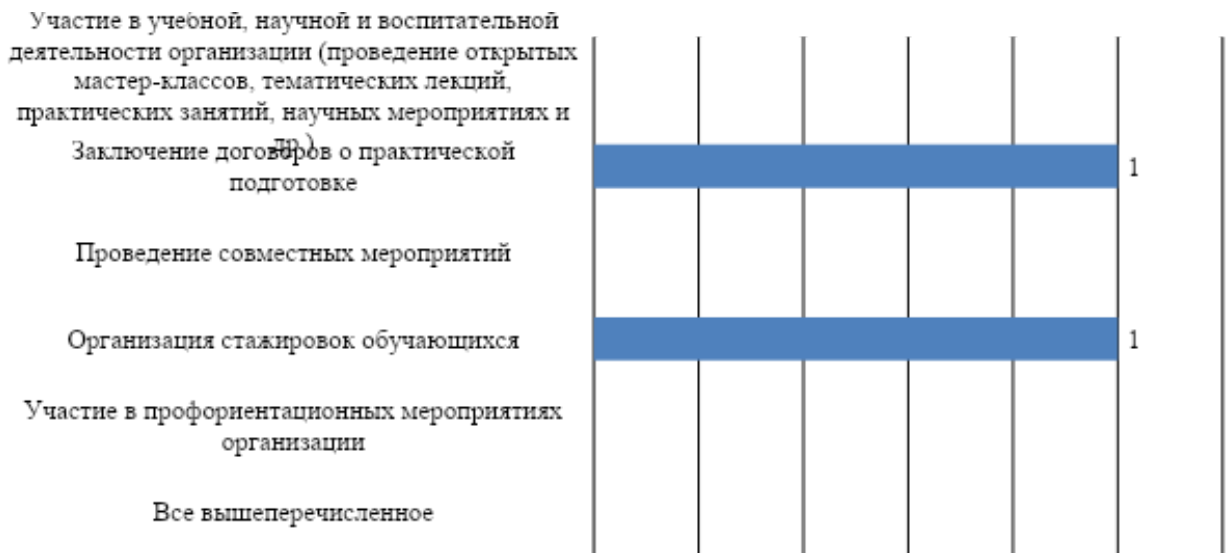 Участие в учебной, научной и воспитательной
деятельности организации (проведение открытых
мастер-классов, тематических лекций,
практических занятий, научных мероприятиях и
др.)
Заключение договоров о практической
подготовке
1
Проведение совместных мероприятий
Организация стажировок обучающихся
1
Участие в профориентационных мероприятиях
организации
Все вышеперечисленное